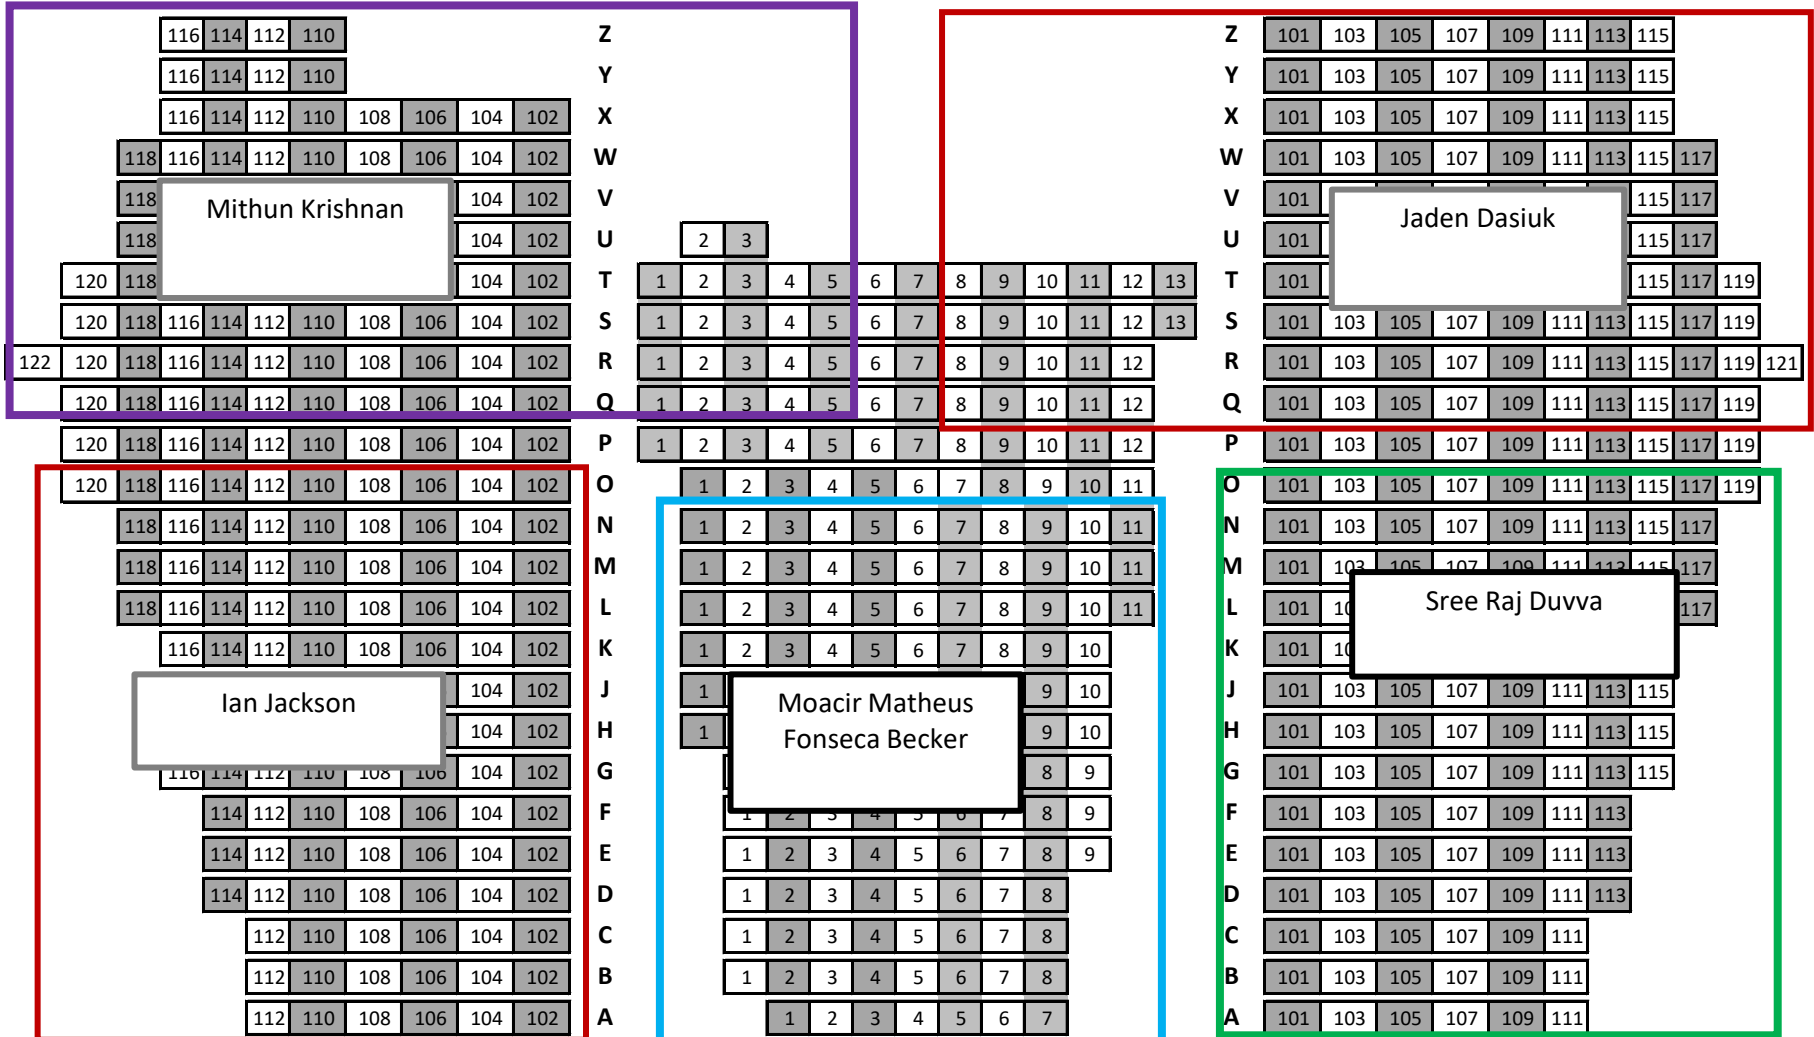 116 114 112 110 Z Z 101 103 105 107 109 111 113 115
116 114 112 110 Y Y 101 103 105 107 109 111 113 115
116 114 112 110 108 106 104 102 X X 101 103 105 107 109 111 113 115
118 116 114 112 110 108 106 104 102 W W 101 103 105 107 109 111 113 115 117
118 104 102 V V 101 115 117
Mithun Krishnan
Jaden Dasiuk
118 104 102 U 2 3 U 101 115 117
120 118 104 102 T 1 2 3 4 5 6 7 8 9 10 11 12 13 T 101 115 117 119
120 118 116 114 112 110 108 106 104 102 S 1 2 3 4 5 6 7 8 9 10 11 12 13 S 101 103 105 107 109 111 113 115 117 119
122 120 118 116 114 112 110 108 106 104 102 R 1 2 3 4 5 6 7 8 9 10 11 12 R 101 103 105 107 109 111 113 115 117 119 121
120 118 116 114 112 110 108 106 104 102 Q 1 2 3 4 5 6 7 8 9 10 11 12 Q 101 103 105 107 109 111 113 115 117 119
120 118 116 114 112 110 108 106 104 102 P 1 2 3 4 5 6 7 8 9 10 11 12 P 101 103 105 107 109 111 113 115 117 119
120 118 116 114 112 110 108 106 104 102 O 1 2 3 4 5 6 7 8 9 10 11 O 101 103 105 107 109 111 113 115 117 119
118 116 114 112 110 108 106 104 102 N 1 2 3 4 5 6 7 8 9 10 11 N 101 103 105 107 109 111 113 115 117
118 116 114 112 110 108 106 104 102 M 1 2 3 4 5 6 7 8 9 10 11 M 101 103 105 107 109 111 113 115 117
118 116 114 112 110 108 106 104 102 L 1 2 3 4 5 6 7 8 9 10 11 L 101 117
Sree Raj Duvva
116 114 112 110 108 106 104 102 K 1 2 3 4 5 6 7 8 9 10 K 101
104 102 J 1 9 10 J 101 103 105 107 109 111 113 115
Ian Jackson
Moacir Matheus
Fonseca Becker
104 102 H 1 9 10 H 101 103 105 107 109 111 113 115
116 114 112 110 108 106 104 102 G 8 9 G 101 103 105 107 109 111 113 115
114 112 110 108 106 104 102 F 1 2 3 4 5 6 7 8 9 F 101 103 105 107 109 111 113
114 112 110 108 106 104 102 E 1 2 3 4 5 6 7 8 9 E 101 103 105 107 109 111 113
114 112 110 108 106 104 102 D 1 2 3 4 5 6 7 8 D 101 103 105 107 109 111 113
112 110 108 106 104 102 C 1 2 3 4 5 6 7 8 C 101 103 105 107 109 111
112 110 108 106 104 102 B 1 2 3 4 5 6 7 8 B 101 103 105 107 109 111
112 110 108 106 104 102 A 1 2 3 4 5 6 7 A 101 103 105 107 109 111